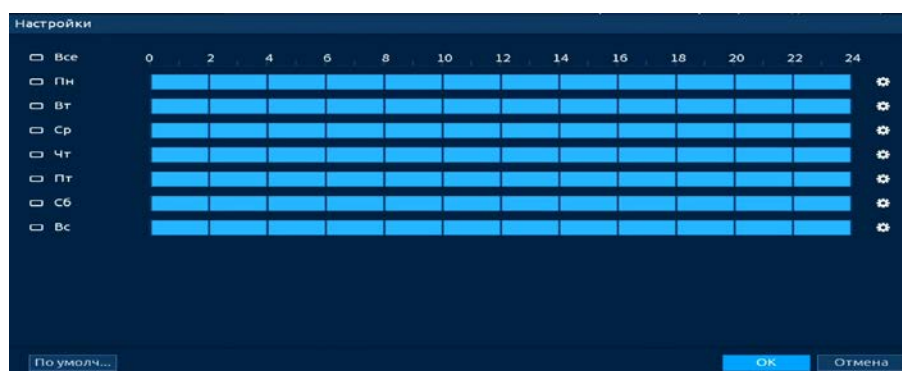 Настройки
Все 0 2 4 6 8 10 12 14 16 18 20 22 24
Пн
Вт
Ср
Чт
Пт
Сб
Вс
По умолч... ОК Отмена